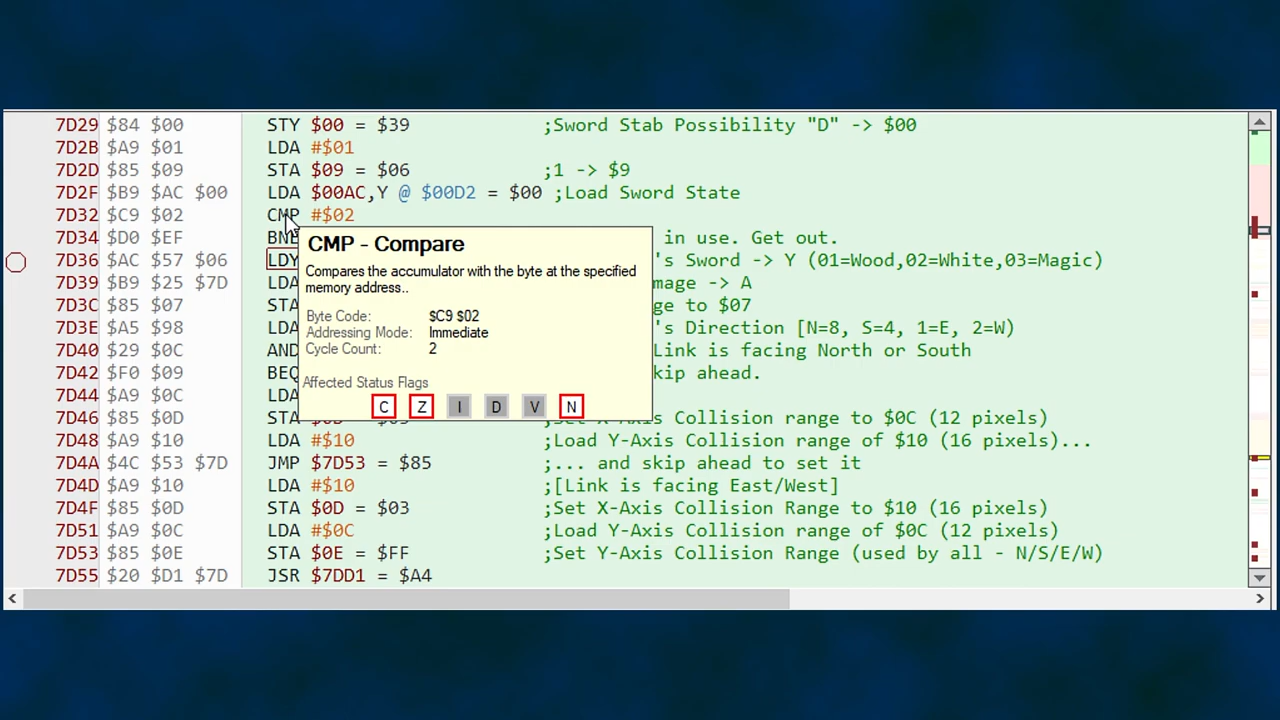 7D29 $84 $00 STY $00 = $39 ;Sword Stab Possibility "D" -> $00
7D2B $A9 $01 LDA #$01
7D2D $85 $09 STA $09 = $06 ;1 -> $9
7D2F $B9 $AC $00 LDA $00AC,Y @ $00D2 = $00 ;Load Sword State
7D32 $C9 $02 CMP #$02
7D34 $D0 $EF BNE in use. Get out.
CMP - Compare
7D36 $AC $57 $06 LDY 's Sword -> Y (01=Wood,02=White,03=Magic)
Compares the accumulator with the byte at the specified
7D39 $B9 $25 $7D LDA mage -> A
memory address..
7D3C $85 $07 STA ge to $07
Byte Code: $C9 $02
7D3E $A5 $98 LDA 's Direction [N=8, S=4, 1=E, 2=W)
Addressing Mode: Immediate
7D40 $29 $0C AND Link is facing North or South
Cycle Count: 2
7D42 $F0 $09 BEQ kip ahead.
Affected Status Flags
7D44 $A9 $0C LDA
C Z I D V N
7D46 $85 $0D STA X-Axis Collision range to $0C (12 pixels)
7D48 $A9 $10 LDA #$10 ;Load Y-Axis Collision range of $10 (16 pixels)...
7D4A $4C $53 $7D JMP $7D53 = $85 ;... and skip ahead to set it
7D4D $A9 $10 LDA #$10 ;[Link is facing East/West]
7D4F $85 $0D STA $0D = $03 ;Set X-Axis Collision Range to $10 (16 pixels)
7D51 $A9 $0C LDA #$0C ;Load Y-Axis Collision range of $0C (12 pixels)
7D53 $85 $0E STA $0E = $FF ;Set Y-Axis Collision Range (used by all - N/S/E/W)
7D55 $20 $D1 $7D JSR $7DD1 = $A4